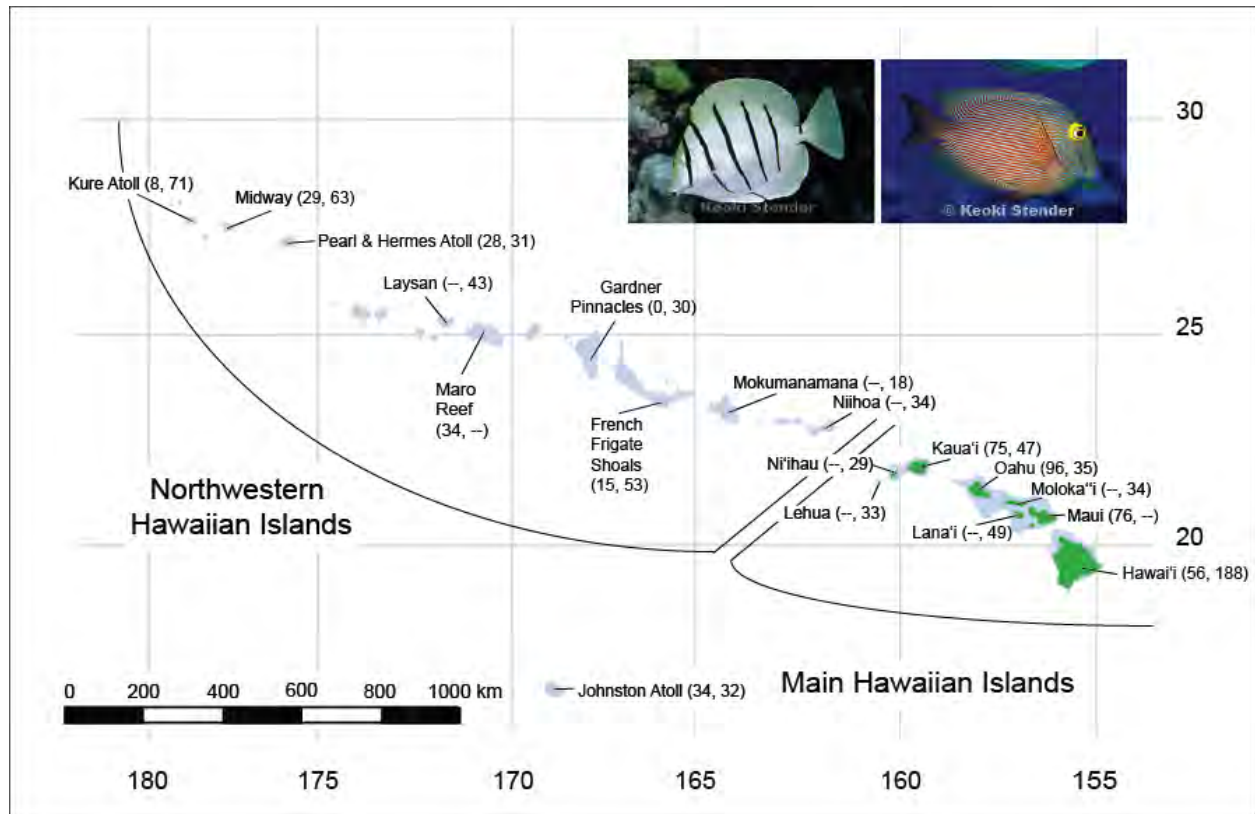 Keoki Stender
© Keoki Stender
30
Kure Atoll (8, 71)
Midway (29, 63)
Pearl & Hermes Atoll (28, 31)
Laysan (--, 43)
Gardner
Pinnacles (0, 30)
25
Maro
Reef
(34, --)
French
Frigate
Shoals
(15, 53)
Mokumanamana (--, 18)
Niihoa (--, 34)
Ni‘ihau (--, 29)
Kaua‘i (75, 47)
Oahu (96, 35)
Moloka‘‘i (--, 34)
Lehua (--, 33)
Lana‘i (--, 49)
Maui (76, --)
20
Hawai‘i (56, 188)
Northwestern
Hawaiian Islands
Main Hawaiian Islands
Johnston Atoll (34, 32)
0 200 400 600 800 1000 km
180 175 170 165 160 155